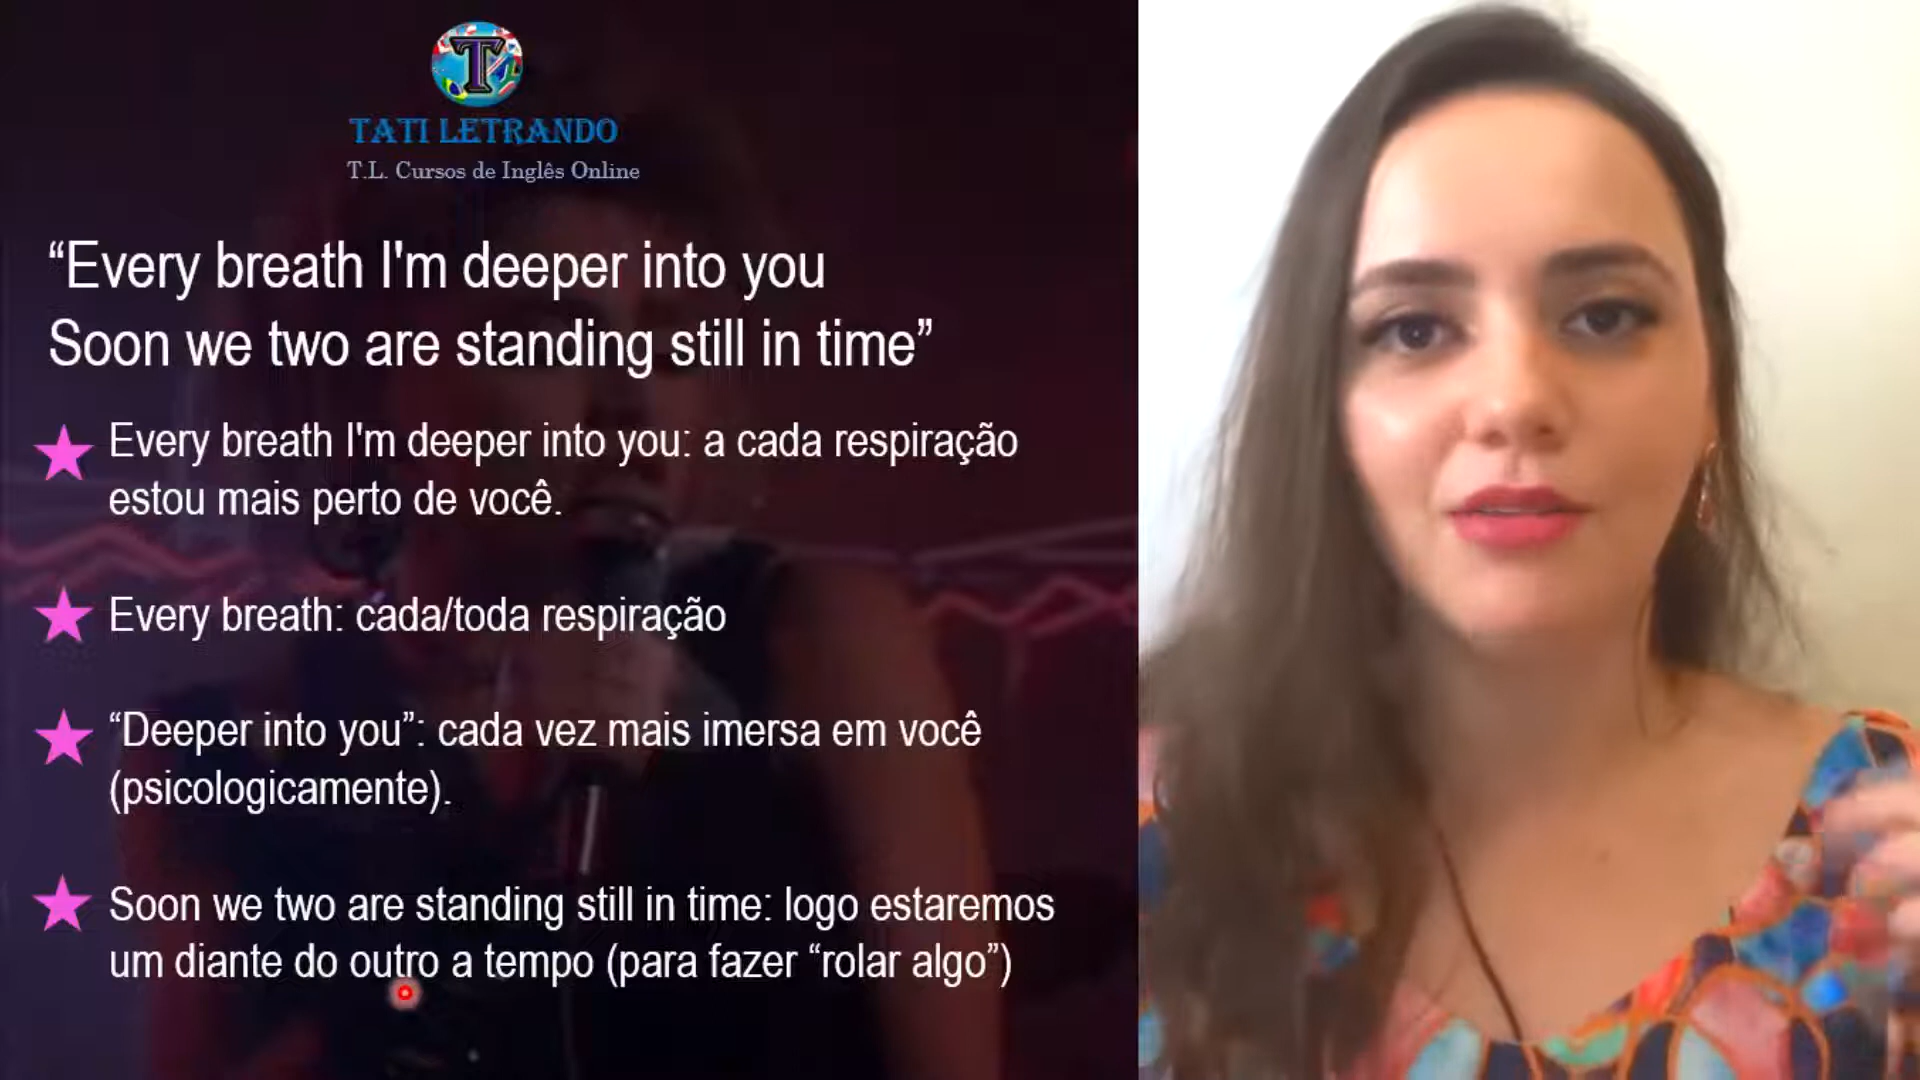 T
TATI LETRANDO
T.L. Cursos de Inglês Online
“Every breath I'm deeper into you
Soon we two are standing still in time”
Every breath I'm deeper into you: a cada respiração
estou mais perto de você.
Every breath: cada/toda respiração
“Deeper into you”: cada vez mais imersa em você
(psicologicamente).
Soon we two are standing still in time: logo estaremos
um diante do outro a tempo (para fazer “rolar algo”)